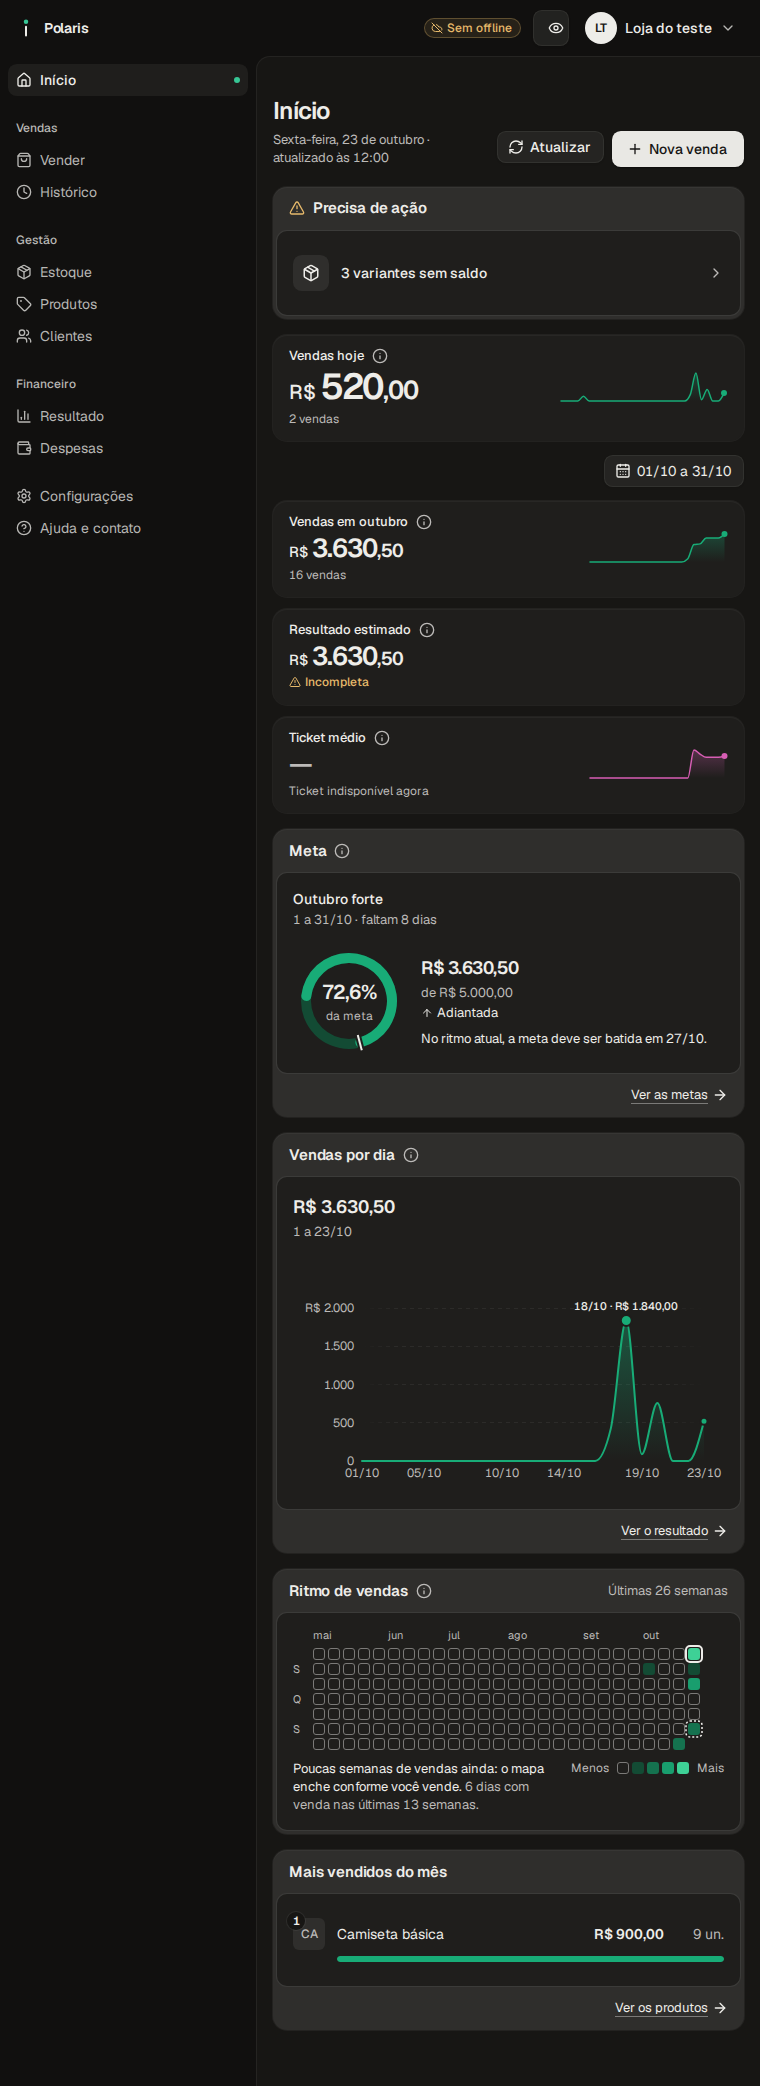 Polaris
Sem offline
LT
Loja do teste
Início
Vendas
Vender
Histórico
Gestão
Estoque
Produtos
Clientes
Financeiro
Resultado
Despesas
Configurações
Ajuda e contato
Início
Sexta-feira, 23 de outubro ·
atualizado às 12:00
Atualizar
Nova venda
Precisa de ação
3 variantes sem saldo
Vendas hoje
R$ 520,00
2 vendas
01/10 a 31/10
Vendas em outubro
R$ 3.630,50
16 vendas
Resultado estimado
R$ 3.630,50
Incompleta
Ticket médio
—
Ticket indisponível agora
Meta
Outubro forte
1 a 31/10 · faltam 8 dias
72,6%
da meta
R$ 3.630,50
de R$ 5.000,00
Adiantada
No ritmo atual, a meta deve ser batida em 27/10.
Ver as metas
Vendas por dia
R$ 3.630,50
1 a 23/10
18/10 · R$ 1.840,00
R$ 2.000
1.500
1.000
500
0
01/10 05/10 10/10 14/10 19/10 23/10
Ver o resultado
Ritmo de vendas
Últimas 26 semanas
mai jun jul ago set out
S
Q
S
Poucas semanas de vendas ainda: o mapa
enche conforme você vende. 6 dias com
venda nas últimas 13 semanas.
Menos Mais
Mais vendidos do mês
1
CA
Camiseta básica
R$ 900,00
9 un.
Ver os produtos